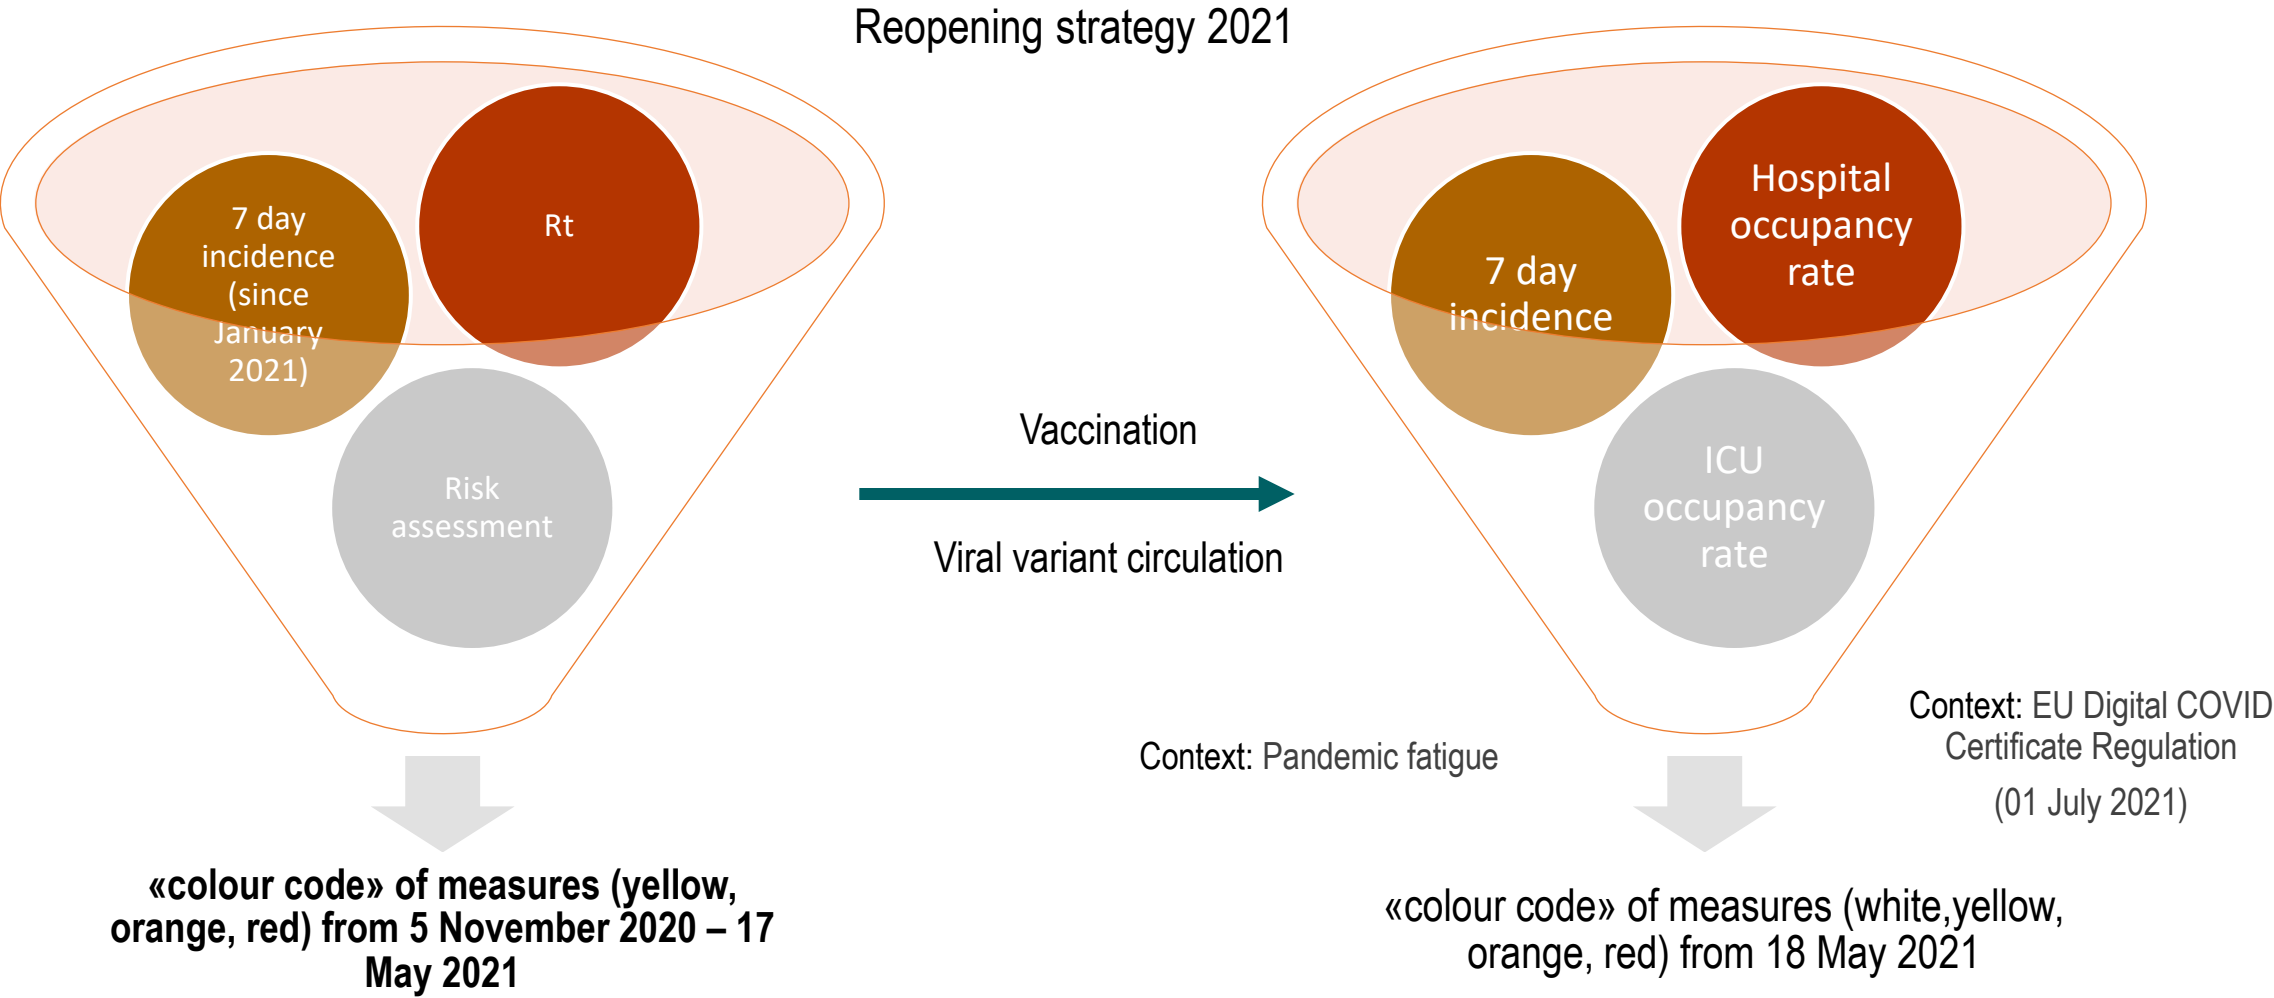 Reopening strategy 2021
7 day
incidence
(since
January
2021)
Rt
Risk
assessment
Vaccination
Viral variant circulation
7 day
incidence
Hospital
occupancy
rate
ICU
occupancy
rate
Context: Pandemic fatigue
Context: EU Digital COVID
Certificate Regulation
(01 July 2021)
«colour code» of measures (yellow,
orange, red) from 5 November 2020 – 17
May 2021
«colour code» of measures (white,yellow,
orange, red) from 18 May 2021